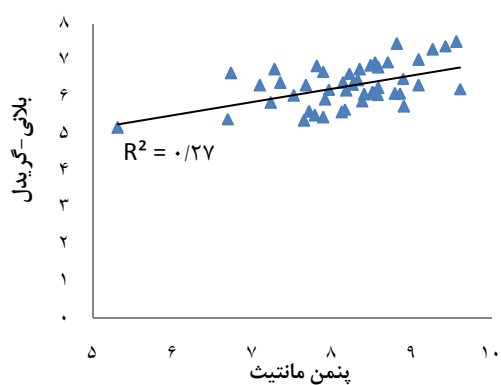 ۸
۷
۶
۵
۴
۳
۲
۱
۰
بلانی-گریدل
R² = ۰/۲۷
۵ ۶ ۷ ۸ ۹ ۱۰
پنمن مانتیث